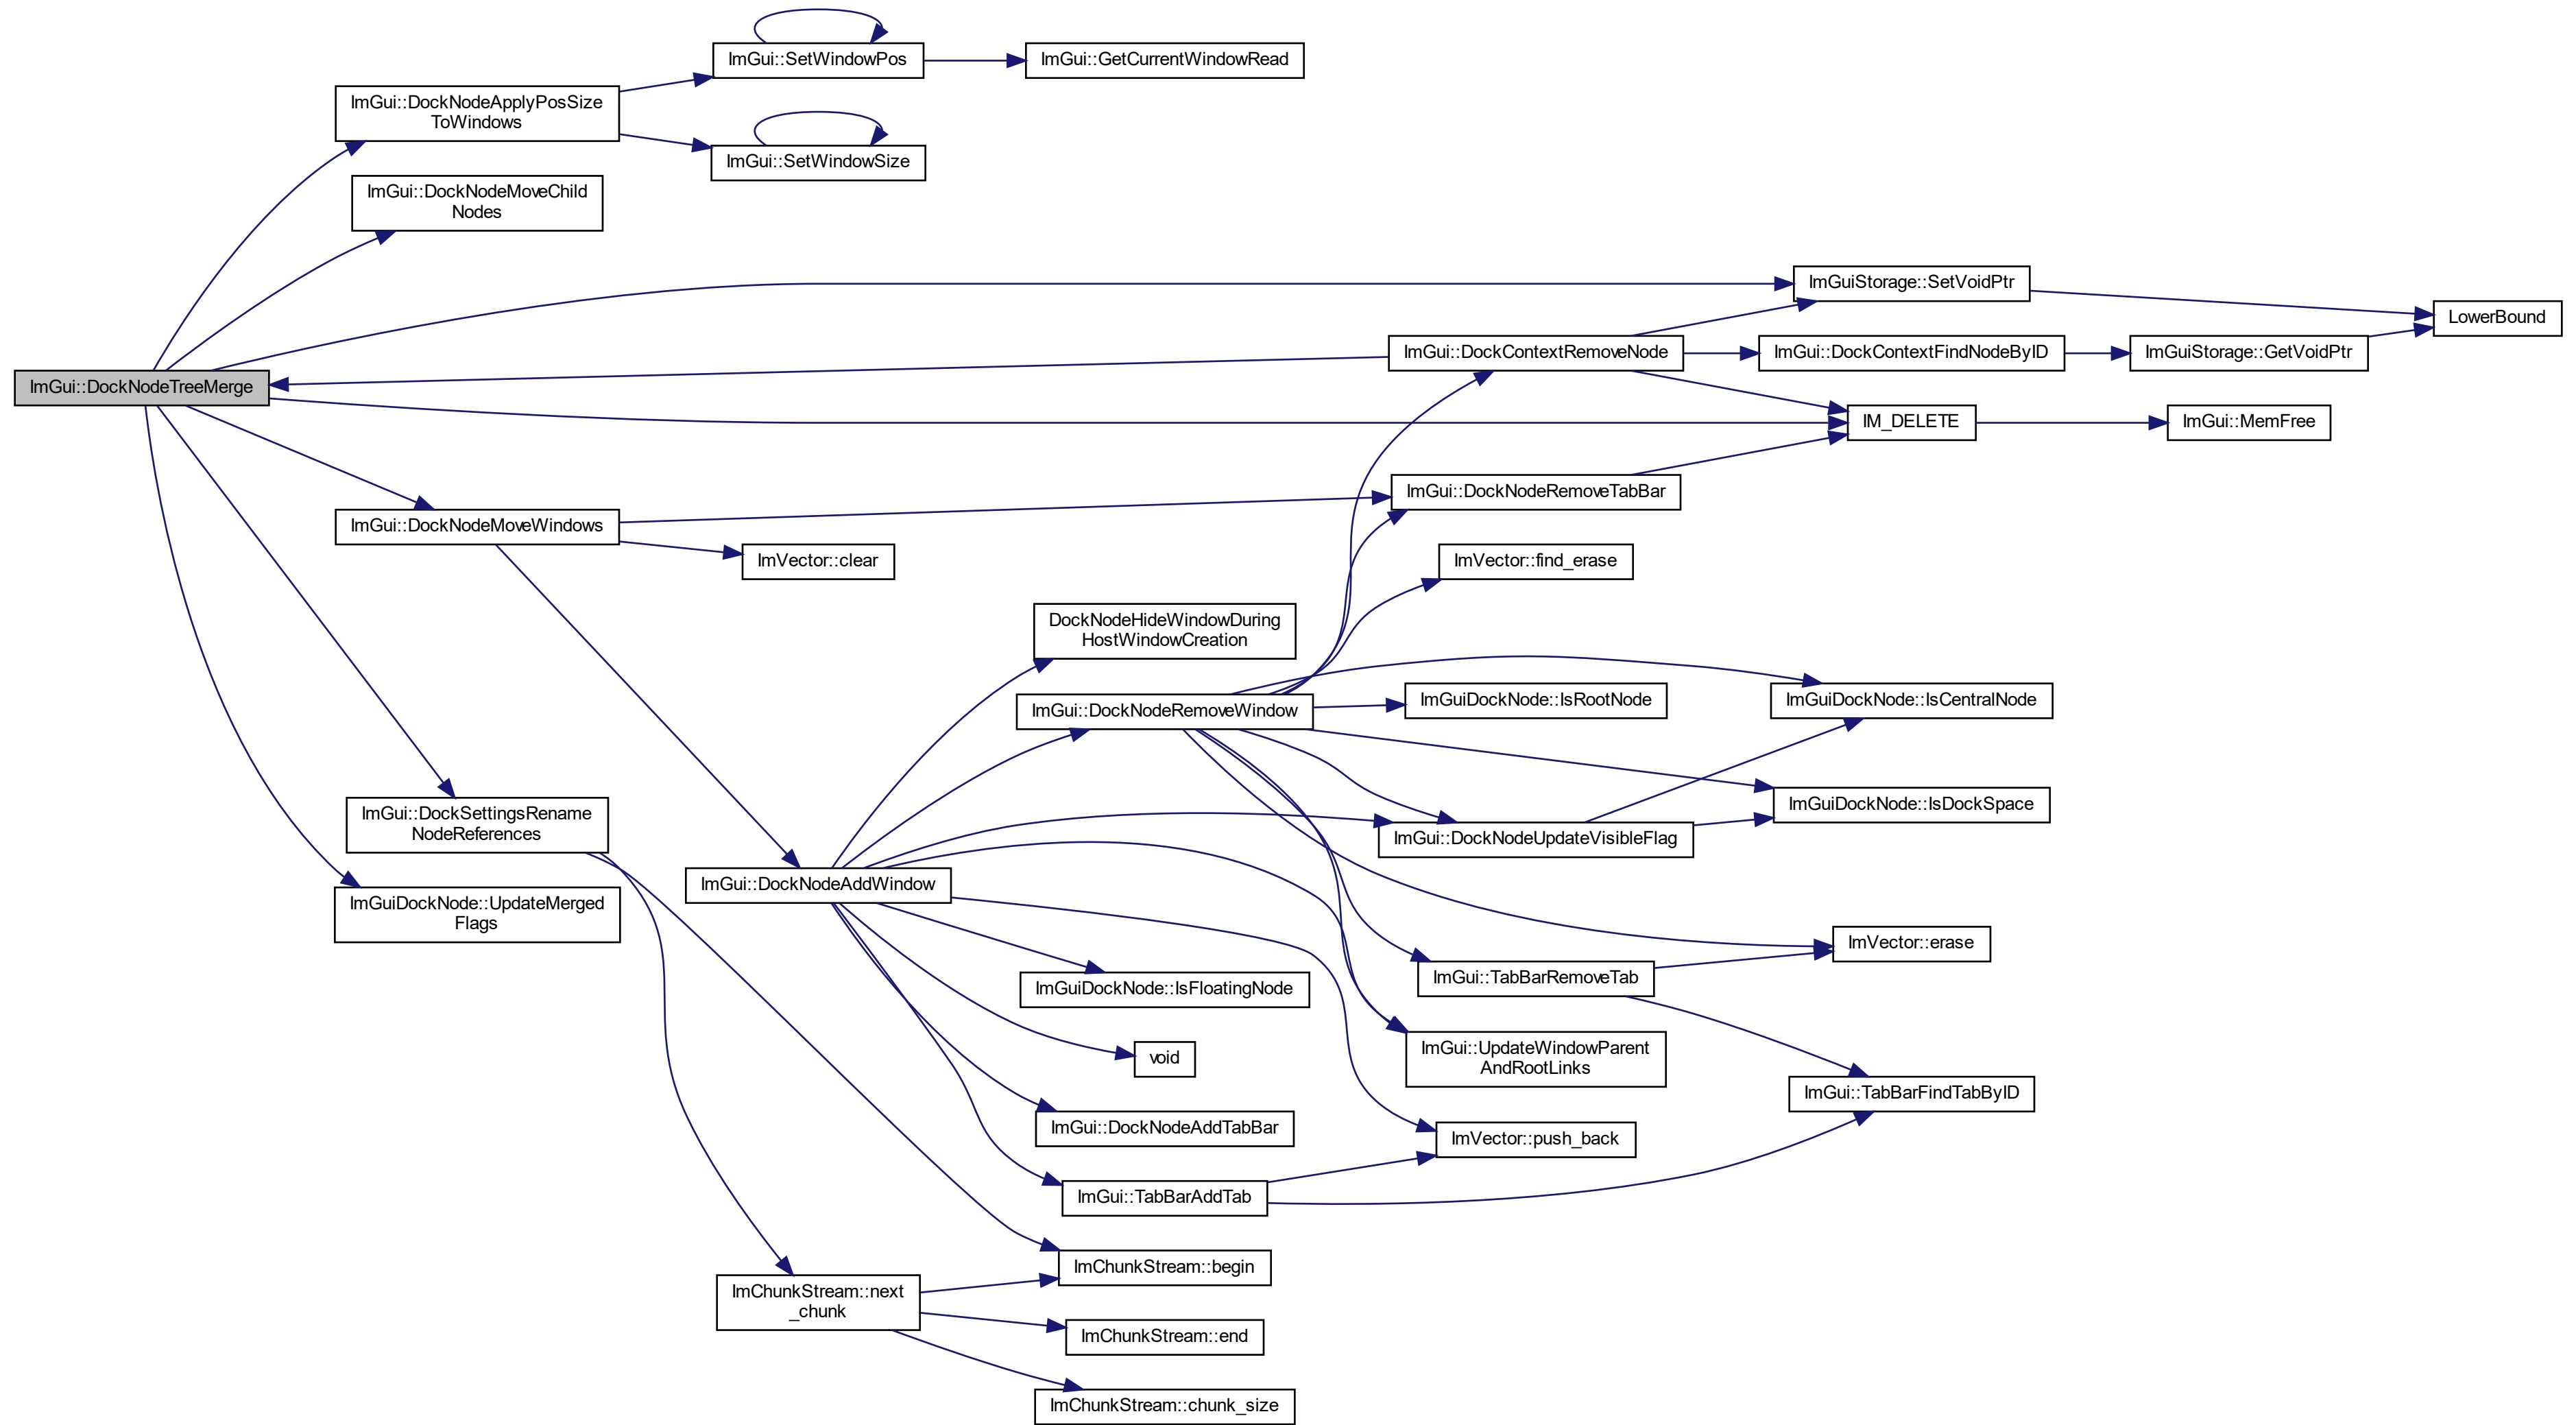 ImGui::SetWindowPos
ImGui::GetCurrentWindowRead
ImGui::DockNodeApplyPosSize
ToWindows
ImGui::SetWindowSize
ImGui::DockNodeMoveChild
Nodes
ImGuiStorage::SetVoidPtr
LowerBound
ImGui::DockContextRemoveNode
ImGui::DockContextFindNodeByID
ImGuiStorage::GetVoidPtr
ImGui::DockNodeTreeMerge
IM_DELETE
ImGui::MemFree
ImGui::DockNodeRemoveTabBar
ImGui::DockNodeMoveWindows
ImVector::clear
ImVector::find_erase
DockNodeHideWindowDuring
HostWindowCreation
ImGui::DockNodeRemoveWindow
ImGuiDockNode::IsRootNode
ImGuiDockNode::IsCentralNode
ImGuiDockNode::IsDockSpace
ImGui::DockSettingsRename
NodeReferences
ImGui::DockNodeUpdateVisibleFlag
ImGui::DockNodeAddWindow
ImGuiDockNode::UpdateMerged
Flags
ImVector::erase
ImGui::TabBarRemoveTab
ImGuiDockNode::IsFloatingNode
void
ImGui::UpdateWindowParent
AndRootLinks
ImGui::TabBarFindTabByID
ImGui::DockNodeAddTabBar
ImVector::push_back
ImGui::TabBarAddTab
ImChunkStream::begin
ImChunkStream::next
_chunk
ImChunkStream::end
ImChunkStream::chunk_size